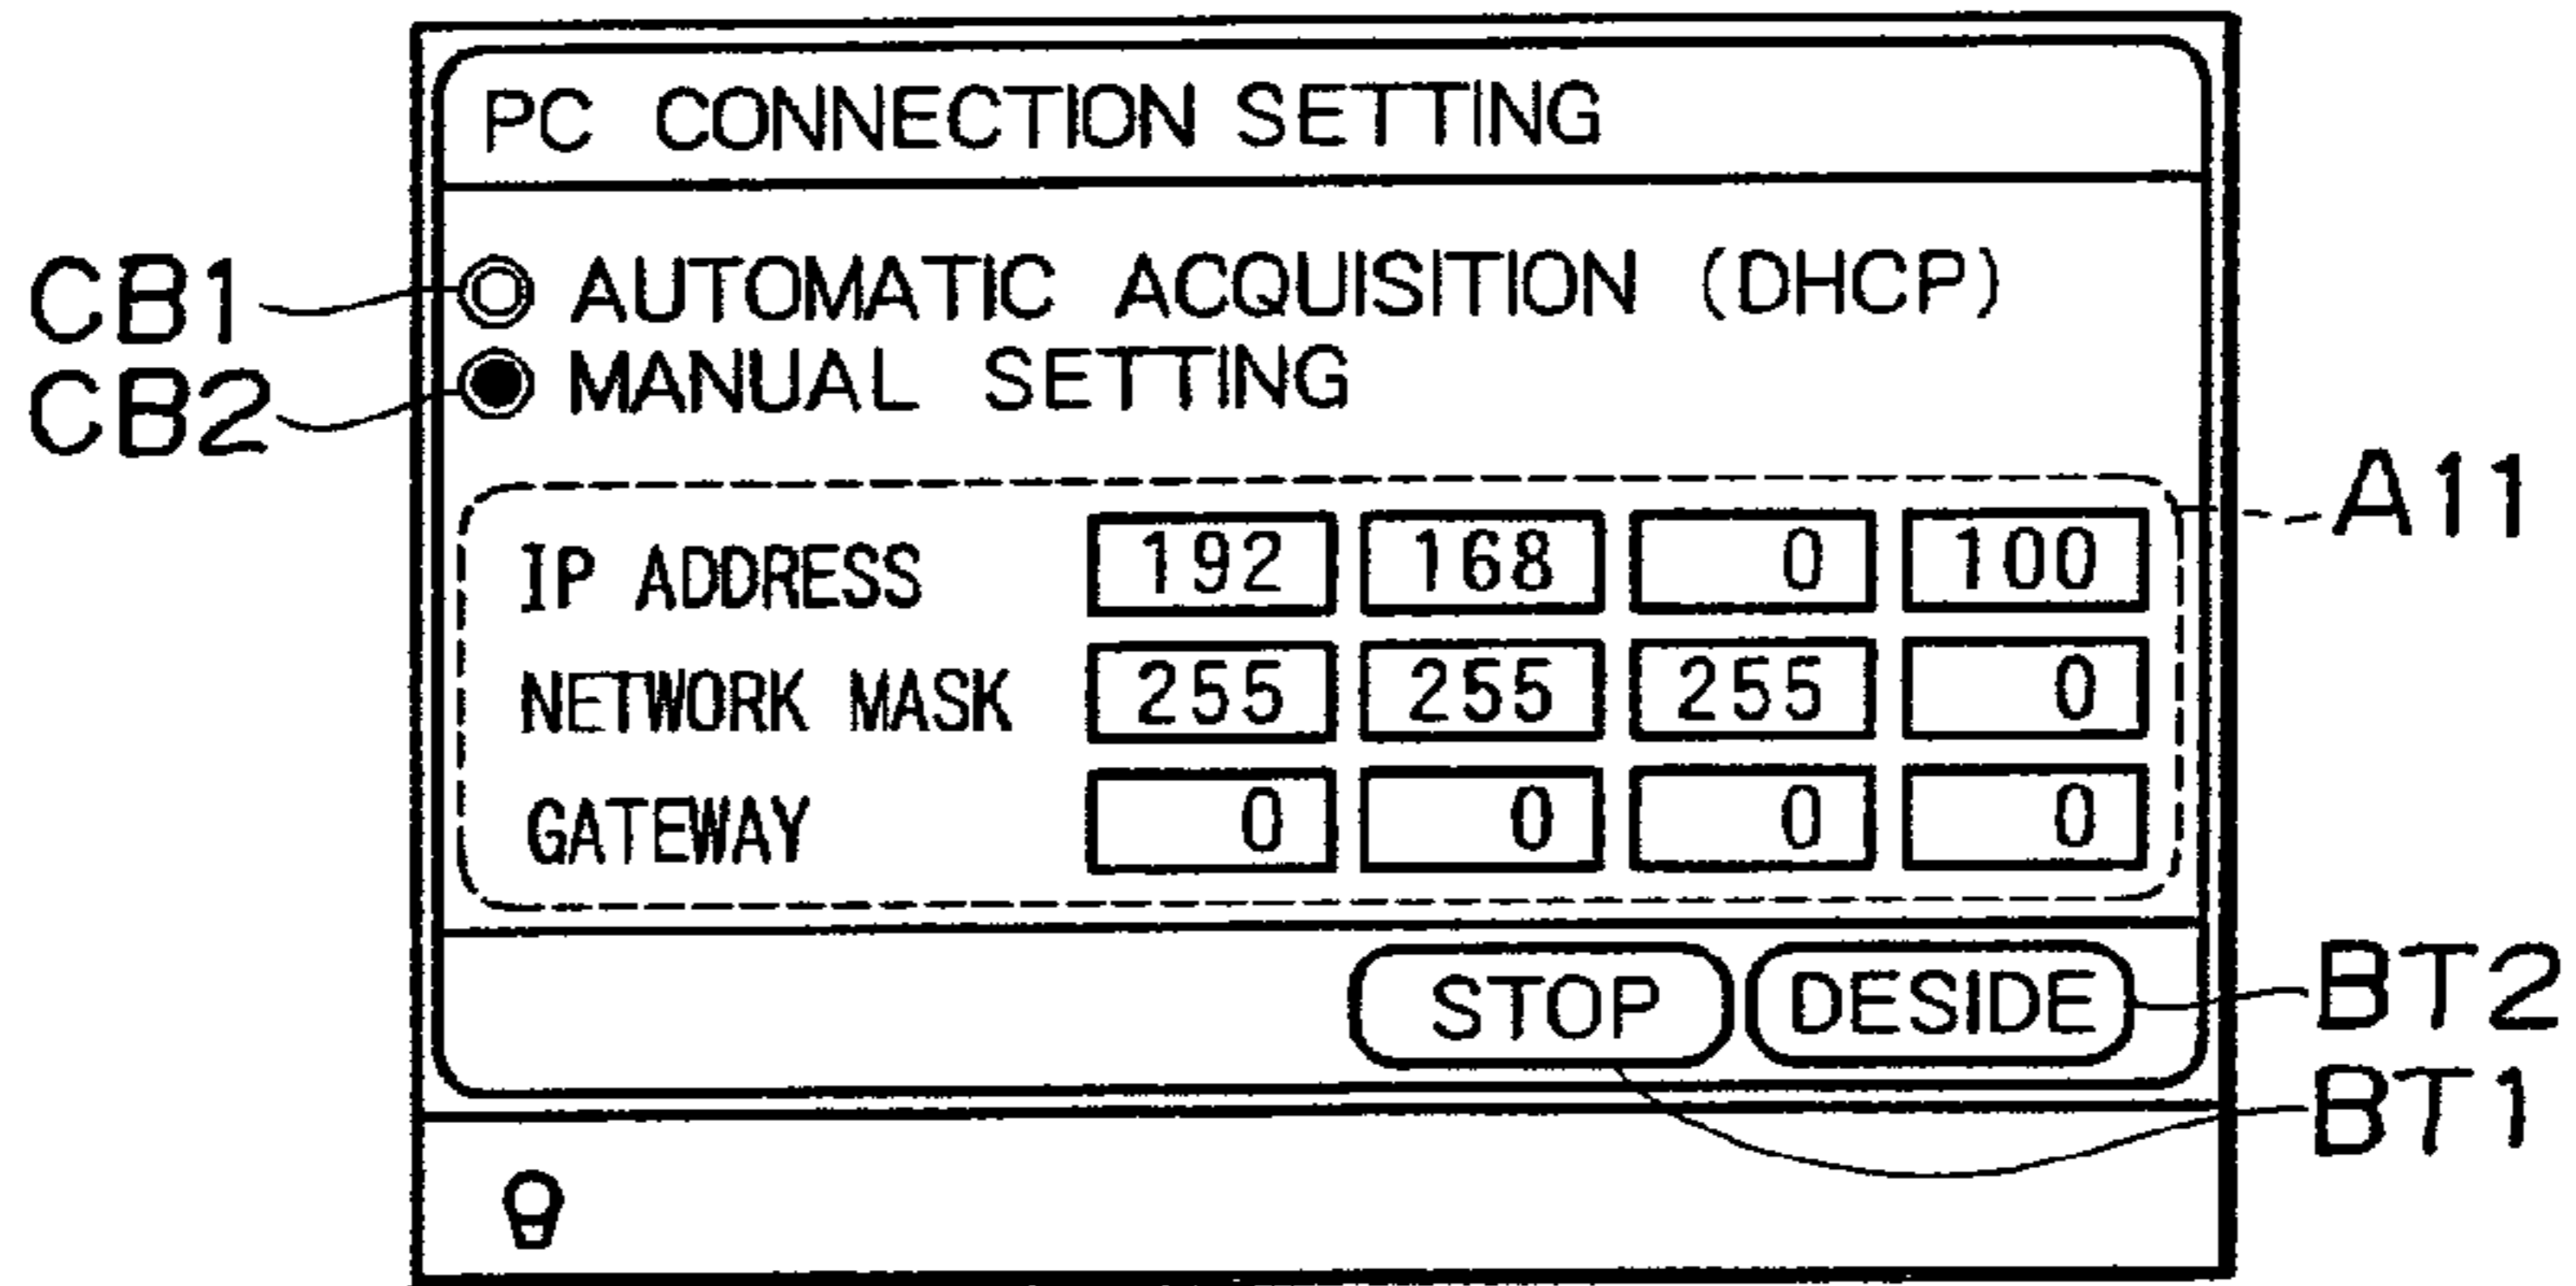 PC CONNECTION SETTING
CB1 AUTOMATIC ACQUISITION (DHCP)
CB2 MANUAL SETTING
A11
IP ADDRESS 192 168 0 100
NETWORK MASK 255 255 255 0
GATEWAY 0 0 0 0
STOP DESIDE BT2
BT1